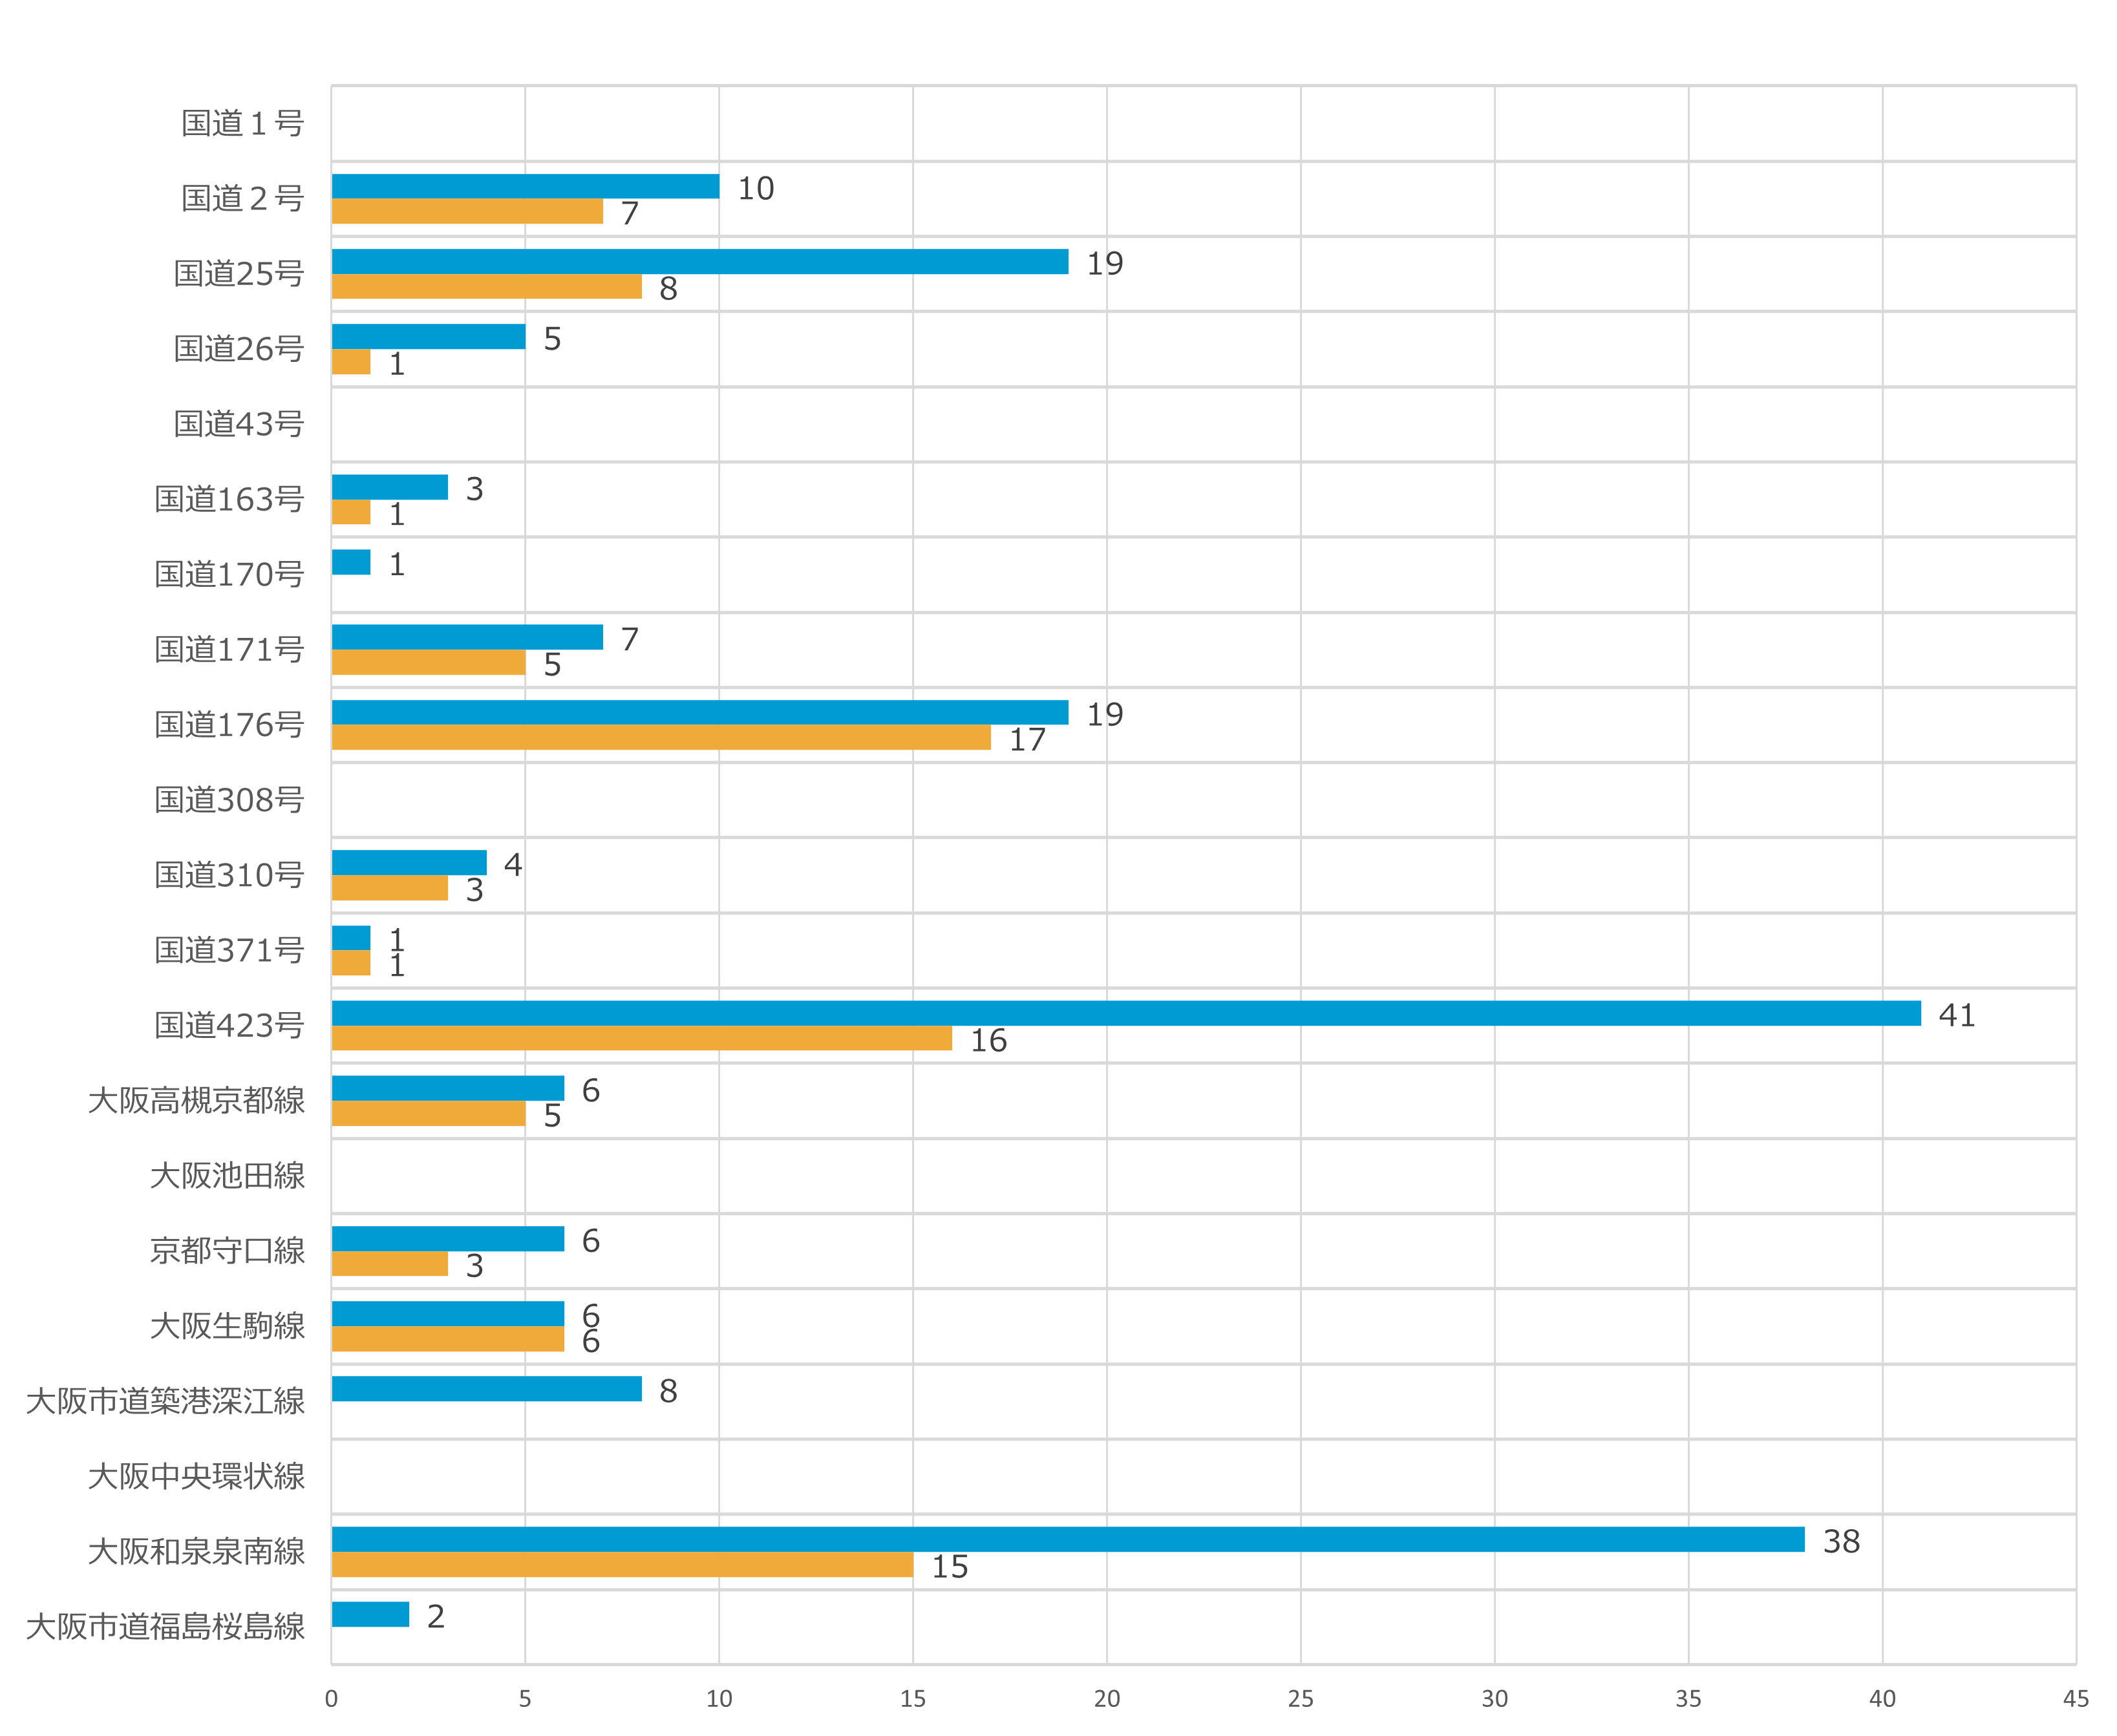 国道１号
国道２号
10
7
国道25号
19
8
国道26号
5
1
国道43号
国道163号
3
1
国道170号
1
国道171号
7
5
国道176号
19
17
国道308号
国道310号
4
3
国道371号
1
1
国道423号
41
16
大阪高槻京都線
6
5
大阪池田線
京都守口線
6
3
大阪生駒線
6
6
大阪市道築港深江線
8
大阪中央環状線
大阪和泉泉南線
38
15
大阪市道福島桜島線
2
0 5 10 15 20 25 30 35 40 45